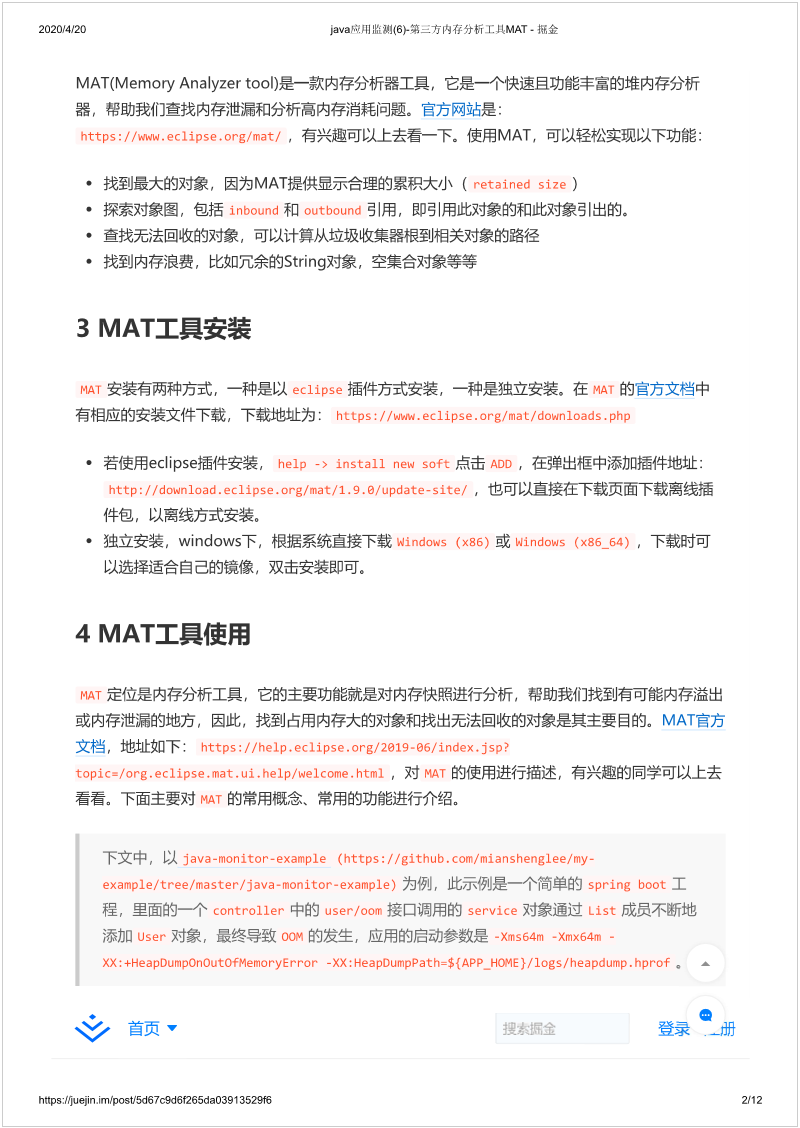 2020/4/20
java应用监测(6)-第三方内存分析工具MAT - 掘金
MAT(Memory Analyzer tool)是一款内存分析器工具，它是一个快速且功能丰富的堆内存分析
器，帮助我们查找内存泄漏和分析高内存消耗问题。官方网站是：
https://www.eclipse.org/mat/ ，有兴趣可以上去看一下。使用MAT，可以轻松实现以下功能：
• 找到最大的对象，因为MAT提供显示合理的累积大小（ retained size ）
• 探索对象图，包括 inbound 和 outbound 引用，即引用此对象的和此对象引出的。
• 查找无法回收的对象，可以计算从垃圾收集器根到相关对象的路径
• 找到内存浪费，比如冗余的String对象，空集合对象等等
3 MAT工具安装
MAT 安装有两种方式，一种是以 eclipse 插件方式安装，一种是独立安装。在 MAT 的官方文档中
有相应的安装文件下载，下载地址为： https://www.eclipse.org/mat/downloads.php
• 若使用eclipse插件安装， help -> install new soft 点击 ADD ，在弹出框中添加插件地址：
http://download.eclipse.org/mat/1.9.0/update-site/ ，也可以直接在下载页面下载离线插
件包，以离线方式安装。
• 独立安装，windows下，根据系统直接下载 Windows (x86) 或 Windows (x86_64) ，下载时可
以选择适合自己的镜像，双击安装即可。
4 MAT工具使用
MAT 定位是内存分析工具，它的主要功能就是对内存快照进行分析，帮助我们找到有可能内存溢出
或内存泄漏的地方，因此，找到占用内存大的对象和找出无法回收的对象是其主要目的。MAT官方
文档，地址如下： https://help.eclipse.org/2019-06/index.jsp?
topic=/org.eclipse.mat.ui.help/welcome.html ，对 MAT 的使用进行描述，有兴趣的同学可以上去
看看。下面主要对 MAT 的常用概念、常用的功能进行介绍。
下文中，以 java-monitor-example (https://github.com/mianshenglee/my-
example/tree/master/java-monitor-example) 为例，此示例是一个简单的 spring boot 工
程，里面的一个 controller 中的 user/oom 接口调用的 service 对象通过 List 成员不断地
添加 User 对象，最终导致 OOM 的发生，应用的启动参数是 -Xms64m -Xmx64m -
XX:+HeapDumpOnOutOfMemoryError -XX:HeapDumpPath=${APP_HOME}/logs/heapdump.hprof 。
首页
搜索掘金
登录
册
https://juejin.im/post/5d67c9d6f265da03913529f6
2/12